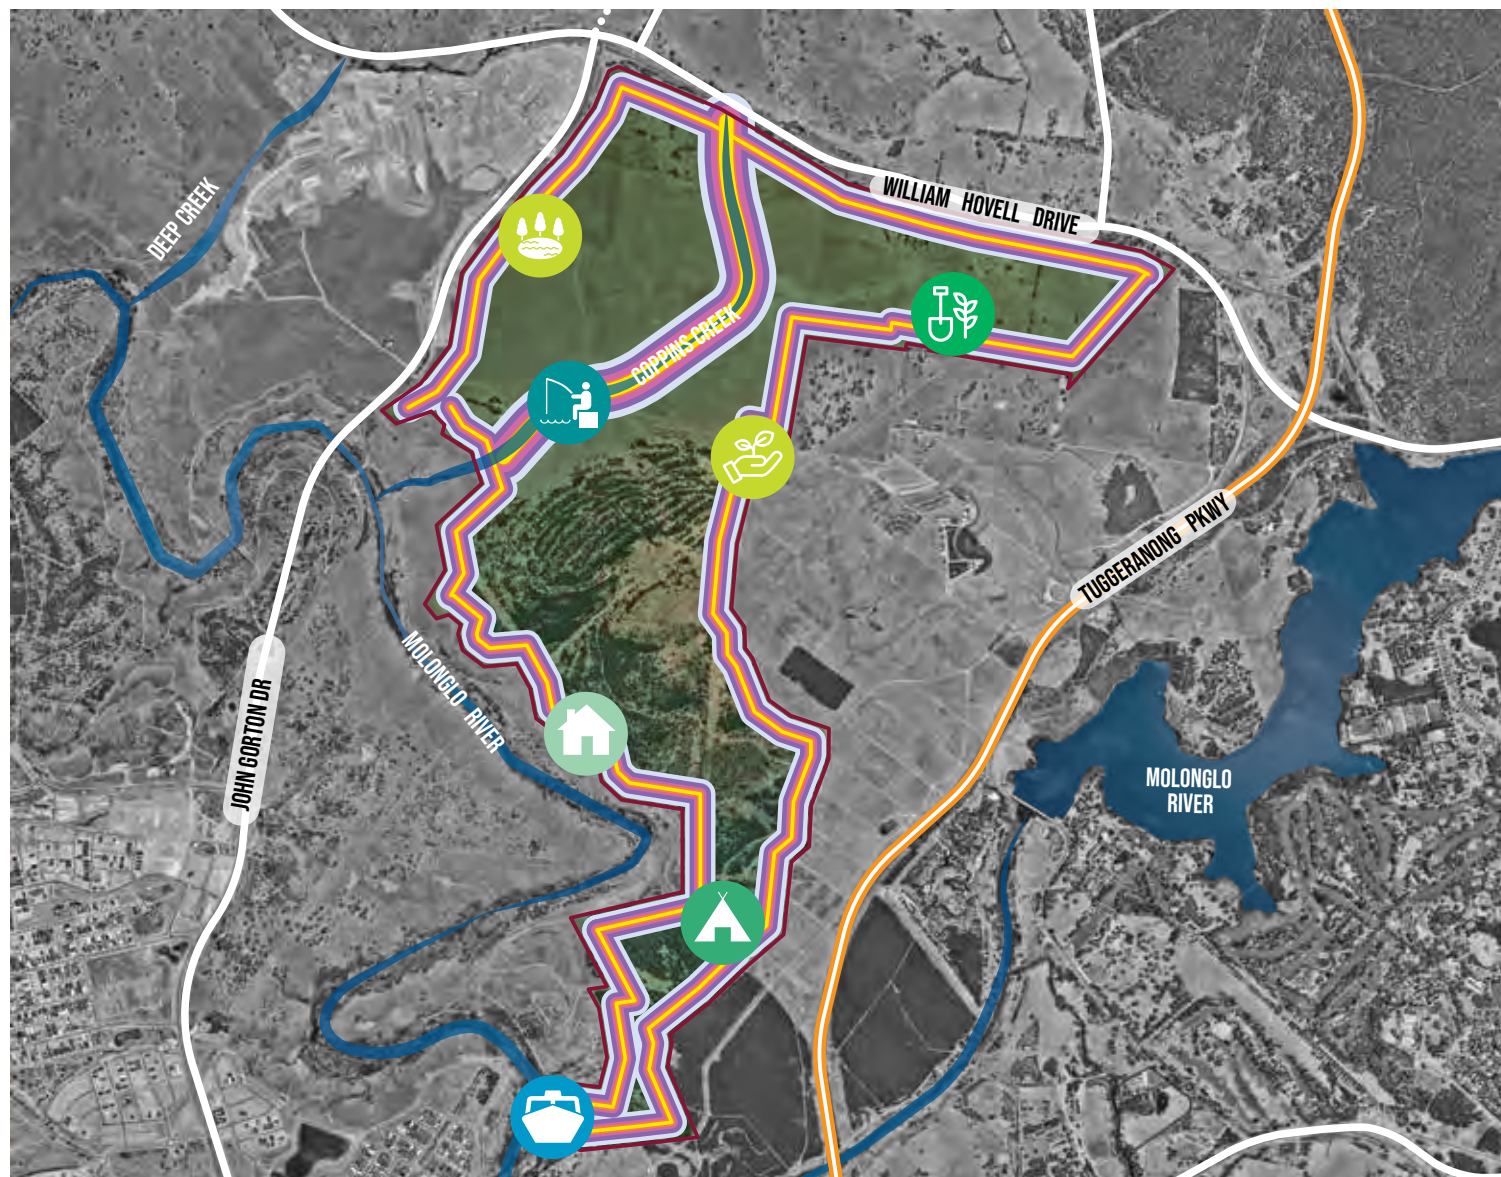 DEEP CREEK
WILLIAM HOVELL DRIVE
COPPINS CREEK
TUGGERANONG PKWY
MOLONGLO RIVER
JOHN GORTON DR
MOLONGLO
RIVER